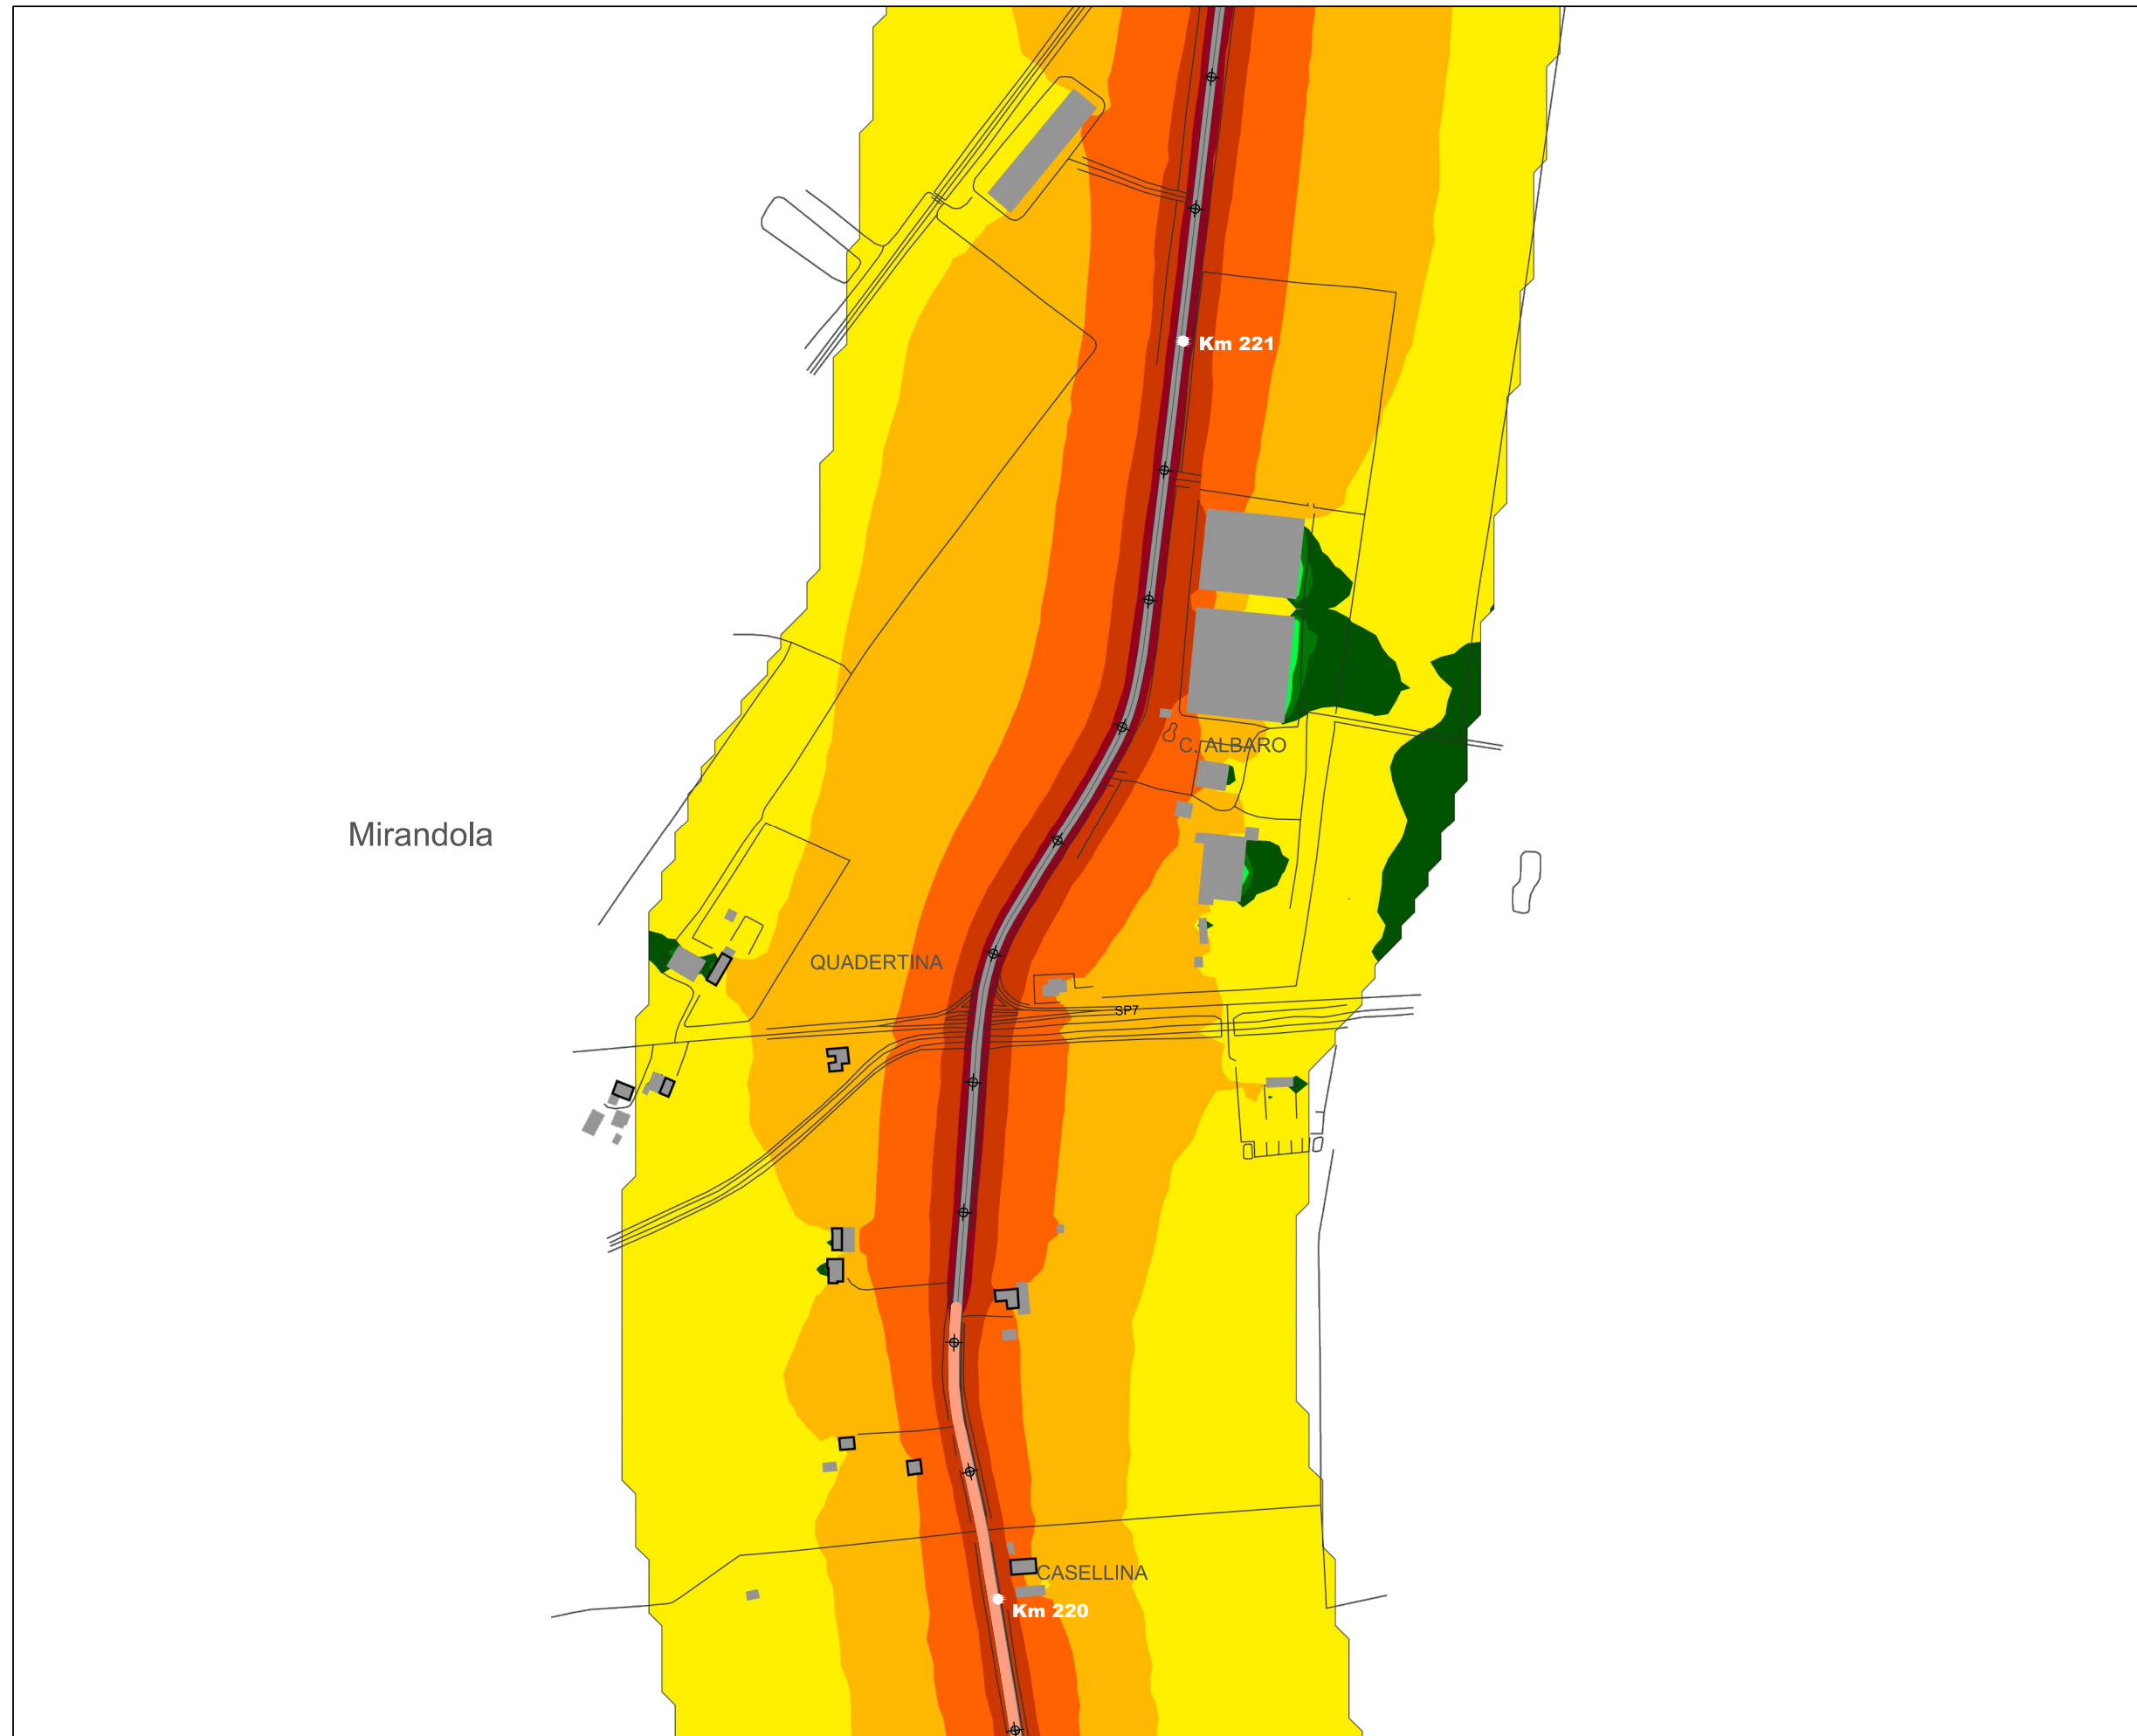 Km 221
C. ALBARO
Mirandola
QUADERTINA
SP7
CASELLINA
Km 220